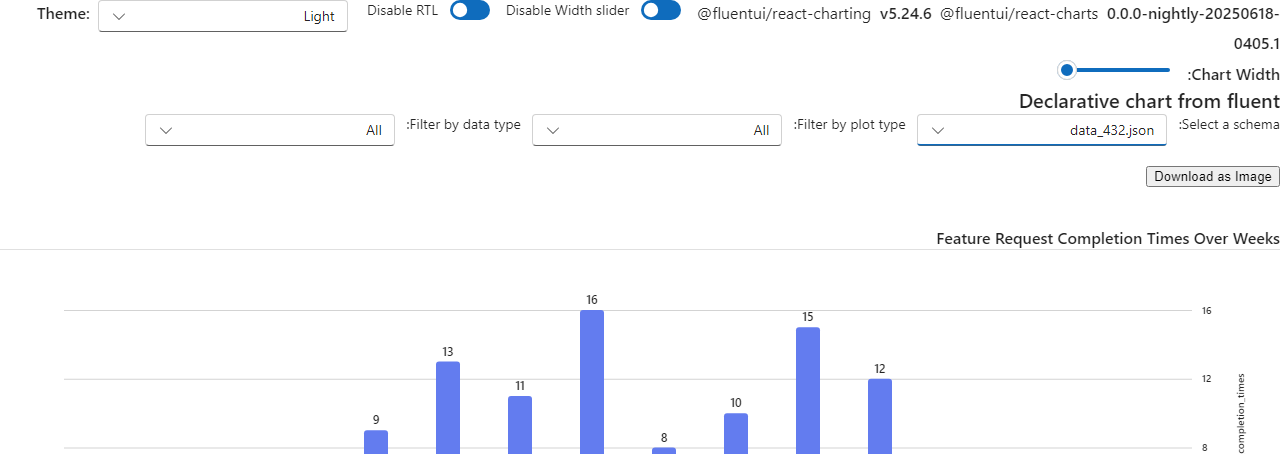 Theme: Light Disable RTL Disable Width slider @fluentui/react-charting v5.24.6 @fluentui/react-charts 0.0.0-nightly-20250618-
0405.1
:Chart Width
Declarative chart from fluent
:Select a schema data_432.json :Filter by plot type All :Filter by data type All
Download as Image
Feature Request Completion Times Over Weeks
16
16
15
13
12
12
11
10
9
8
8
completion_times